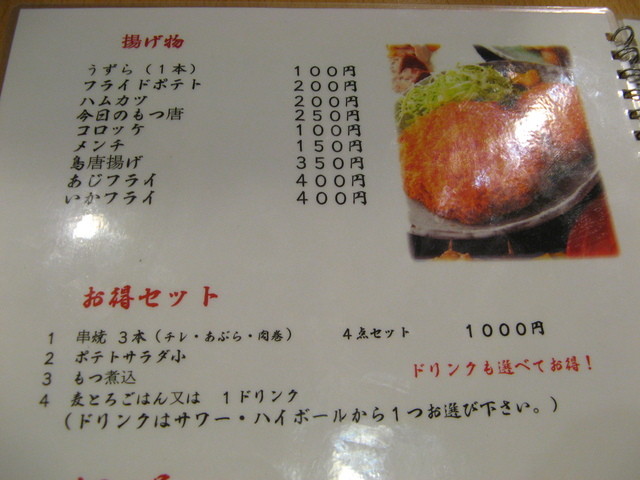 揚げ物
うずら（１本） １００円
フライドポテト ２００円
ハムカツ ２００円
今回のもつ唐 ２５０円
コロッケ １００円
メンチ １５０円
鳥唐揚げ ３５０円
あじフライ ４００円
いかフライ ４００円
お得セット
1 串焼 3本（チレ・あぶら・肉巻） 4点セット １０００円
2 ポテトサラダ小
3 もつ煮込
ドリンクも選べてお得！
4 麦とろごはん又は １ドリンク
（ドリンクはサワー・ハイボールから１つお選び下さい。）